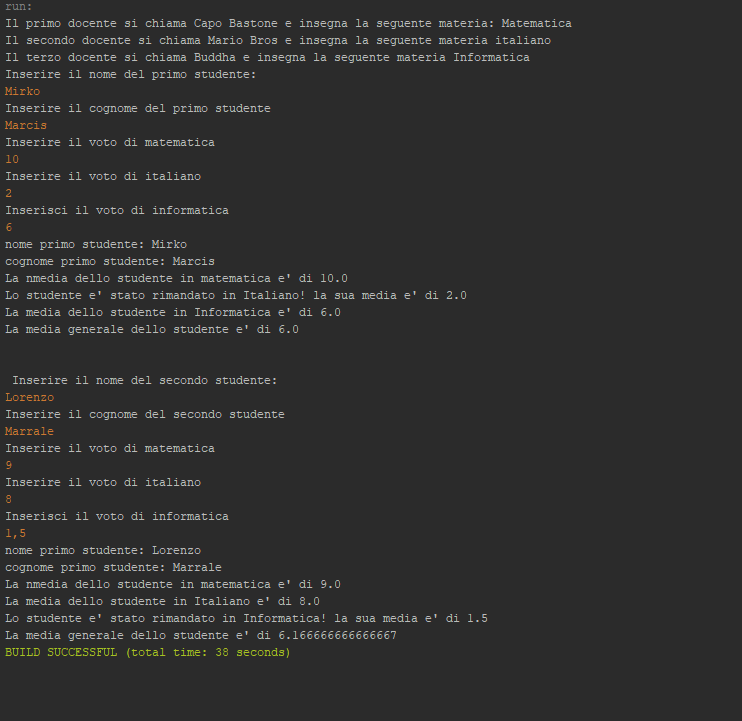 run:
Il primo docente si chiama Capo Bastone e insegna la seguente materia: Matematica
Il secondo docente si chiama Mario Bros e insegna la seguente materia italiano
Il terzo docente si chiama Buddha e insegna la seguente materia Informatica
Inserire il nome del primo studente:
Mirko
Inserire il cognome del primo studente
Marcis
Inserire il voto di matematica
10
Inserire il voto di italiano
2
Inserisci il voto di informatica
6
nome primo studente: Mirko
cognome primo studente: Marcis
La nmedia dello studente in matematica e' di 10.0
Lo studente e' stato rimandato in Italiano! la sua media e' di 2.0
La media dello studente in Informatica e' di 6.0
La media generale dello studente e' di 6.0
Inserire il nome del secondo studente:
Lorenzo
Inserire il cognome del secondo studente
Marrale
Inserire il voto di matematica
9
Inserire il voto di italiano
8
Inserisci il voto di informatica
1,5
nome primo studente: Lorenzo
cognome primo studente: Marrale
La nmedia dello studente in matematica e' di 9.0
La media dello studente in Italiano e' di 8.0
Lo studente e' stato rimandato in Informatica! la sua media e' di 1.5
La media generale dello studente e' di 6.166666666666667
BUILD SUCCESSFUL (total time: 38 seconds)